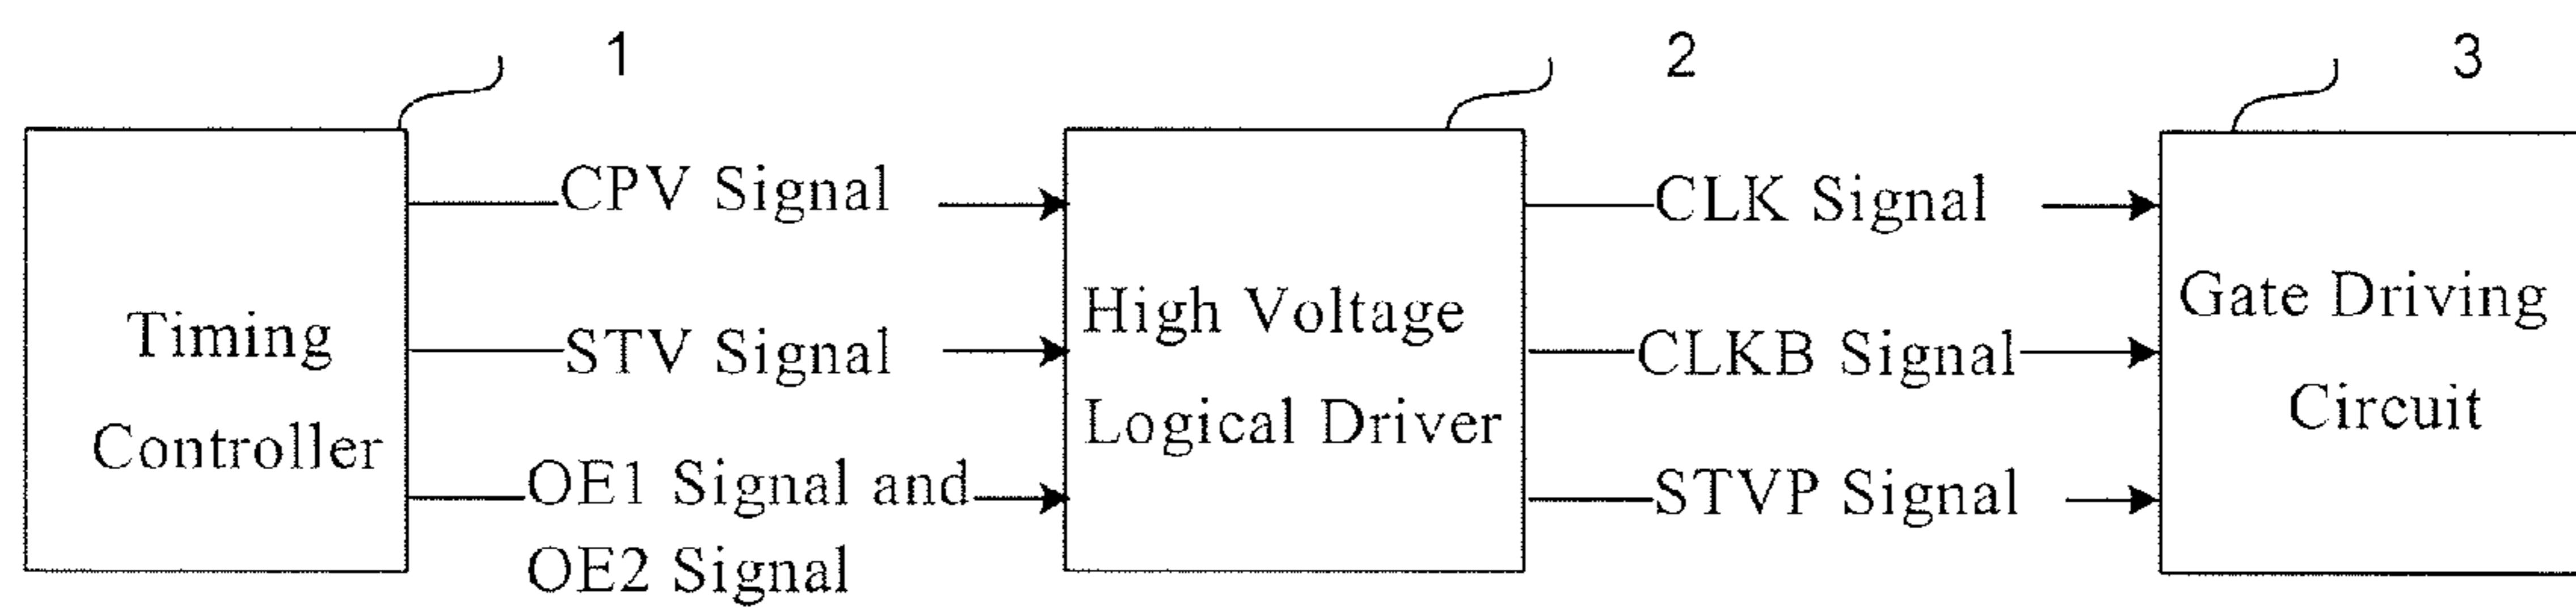 1
2
3
Timing
Controller
CPV Signal
STV Signal
OE1 Signal and
OE2 Signal
High Voltage
Logical Driver
CLK Signal
CLKB Signal
STVP Signal
Gate Driving
Circuit